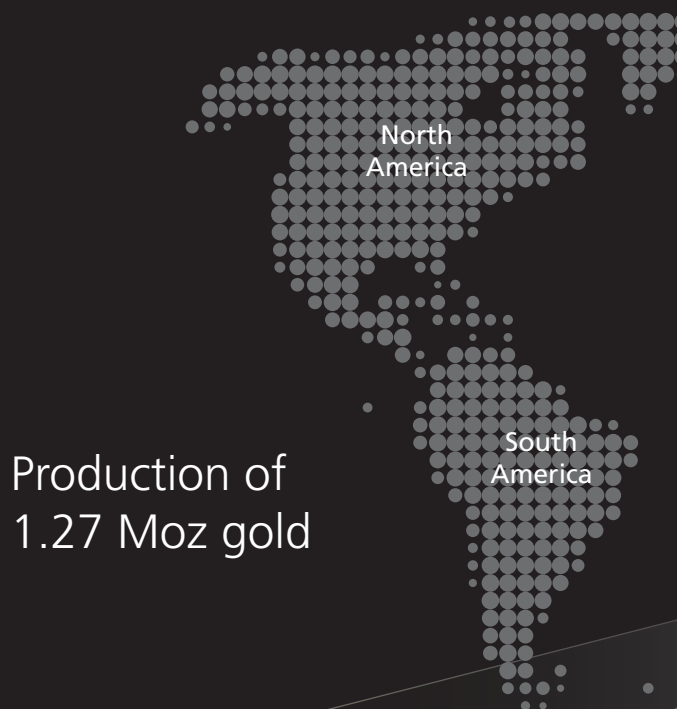 North
America
South
America
Production of
1.27 Moz gold